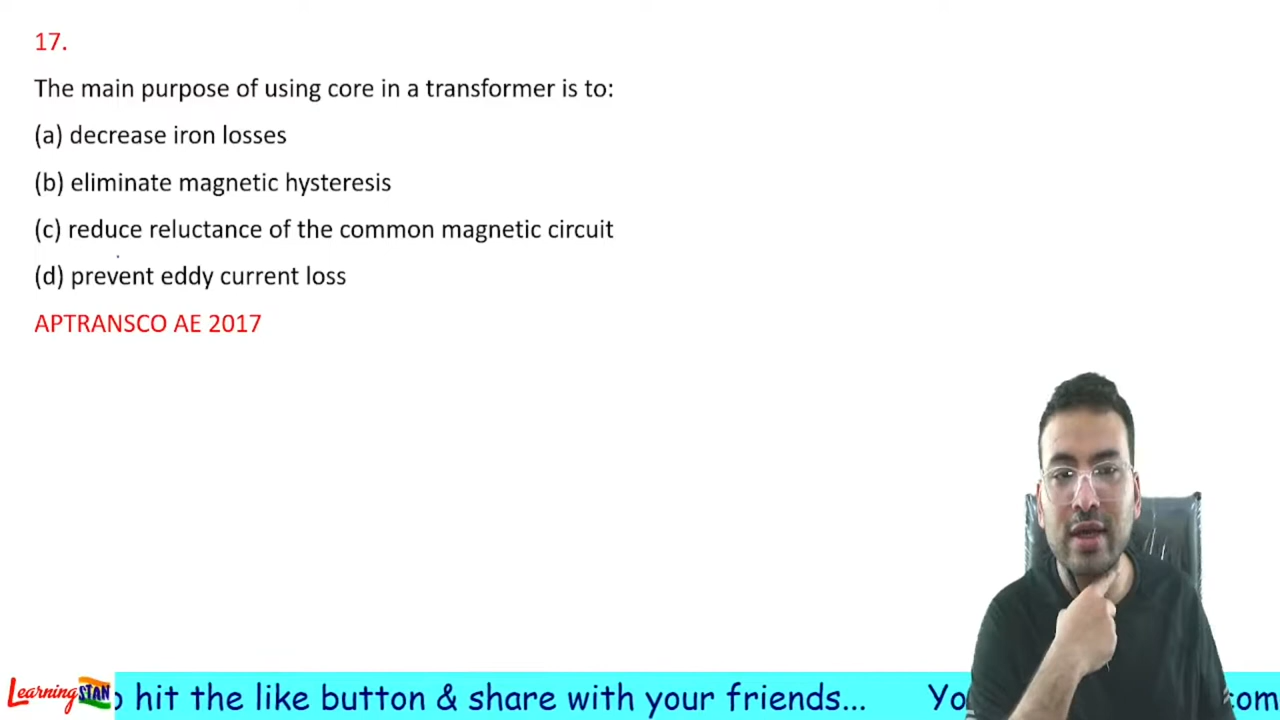 17.
The main purpose of using core in a transformer is to:
(a) decrease iron losses
(b) eliminate magnetic hysteresis
(c) reduce reluctance of the common magnetic circuit
(d) prevent eddy current loss
APTRANSCO AE 2017
LearningSTAN
hit the like button & share with your friends...